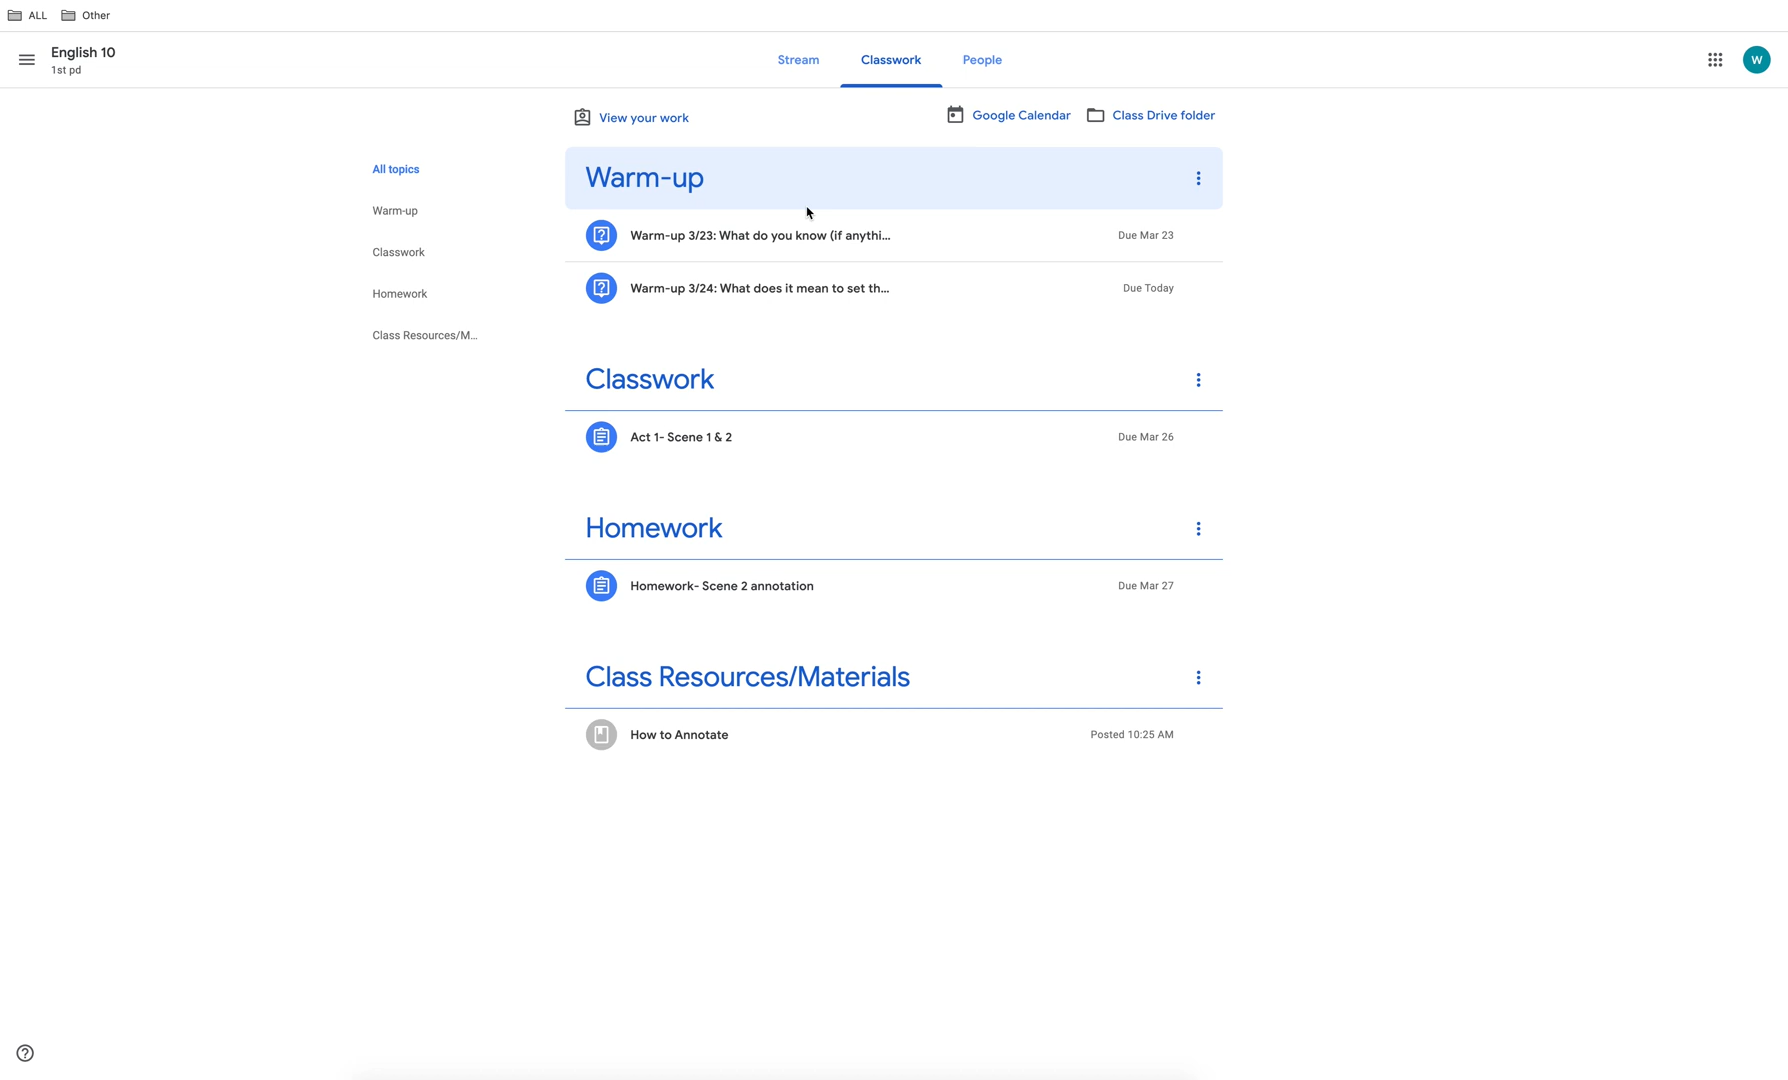 ALL Other
English 10
1st pd
Stream Classwork People
W
View your work
Google Calendar Class Drive folder
All topics
Warm-up
Classwork
Homework
Class Resources/M...
Warm-up
Warm-up 3/23: What do you know (if anythi... Due Mar 23
Warm-up 3/24: What does it mean to set th... Due Today
Classwork
Act 1- Scene 1 & 2 Due Mar 26
Homework
Homework- Scene 2 annotation Due Mar 27
Class Resources/Materials
How to Annotate Posted 10:25 AM